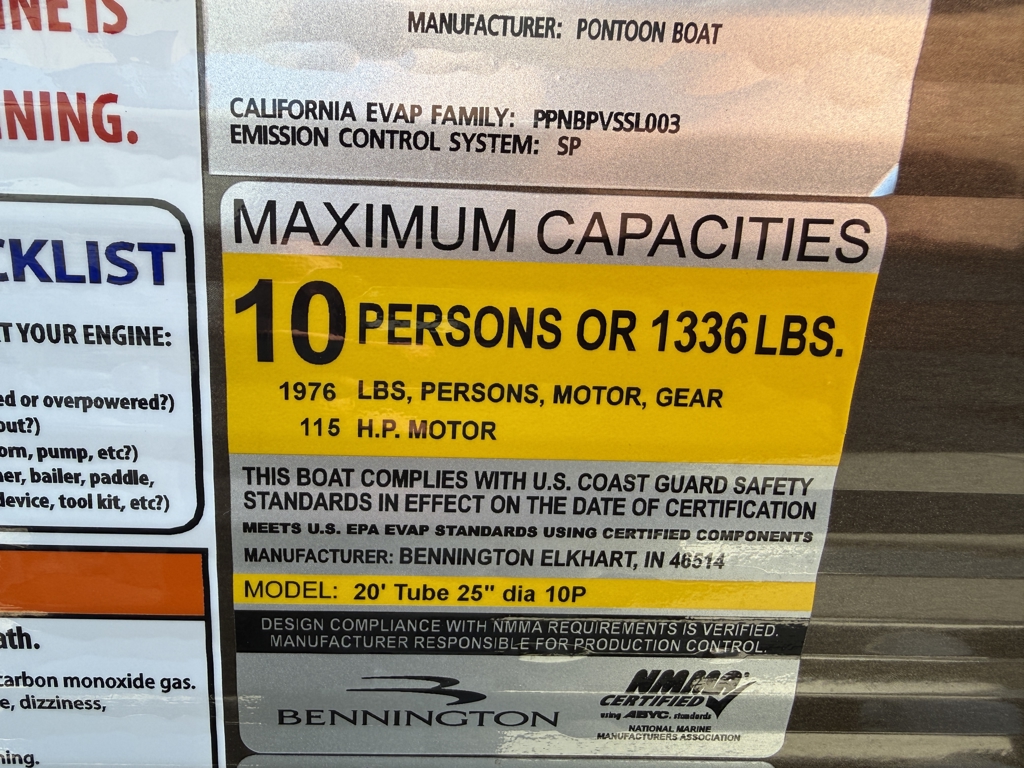 NE IS
NING.
CKLIST
T YOUR ENGINE:
ed or overpowered?)
out?)
orn, pump, etc?)
er, bailer, paddle,
device, tool kit, etc?)
ath.
carbon monoxide gas.
e, dizziness,
ning.
MANUFACTURER: PONTOON BOAT
CALIFORNIA EVAP FAMILY: PPNBPVSSL003
EMISSION CONTROL SYSTEM: SP
MAXIMUM CAPACITIES
10 PERSONS OR 1336 LBS.
1976 LBS, PERSONS, MOTOR, GEAR
115 H.P. MOTOR
THIS BOAT COMPLIES WITH U.S. COAST GUARD SAFETY
STANDARDS IN EFFECT ON THE DATE OF CERTIFICATION
MEETS U.S. EPA EVAP STANDARDS USING CERTIFIED COMPONENTS
MANUFACTURER: BENNINGTON ELKHART, IN 46514
MODEL: 20' Tube 25" dia 10P
DESIGN COMPLIANCE WITH NMMA REQUIREMENTS IS VERIFIED.
MANUFACTURER RESPONSIBLE FOR PRODUCTION CONTROL.
BENNINGTON
NMMA
CERTIFIED
using ABYC. standards
NATIONAL MARINE
MANUFACTURERS ASSOCIATION